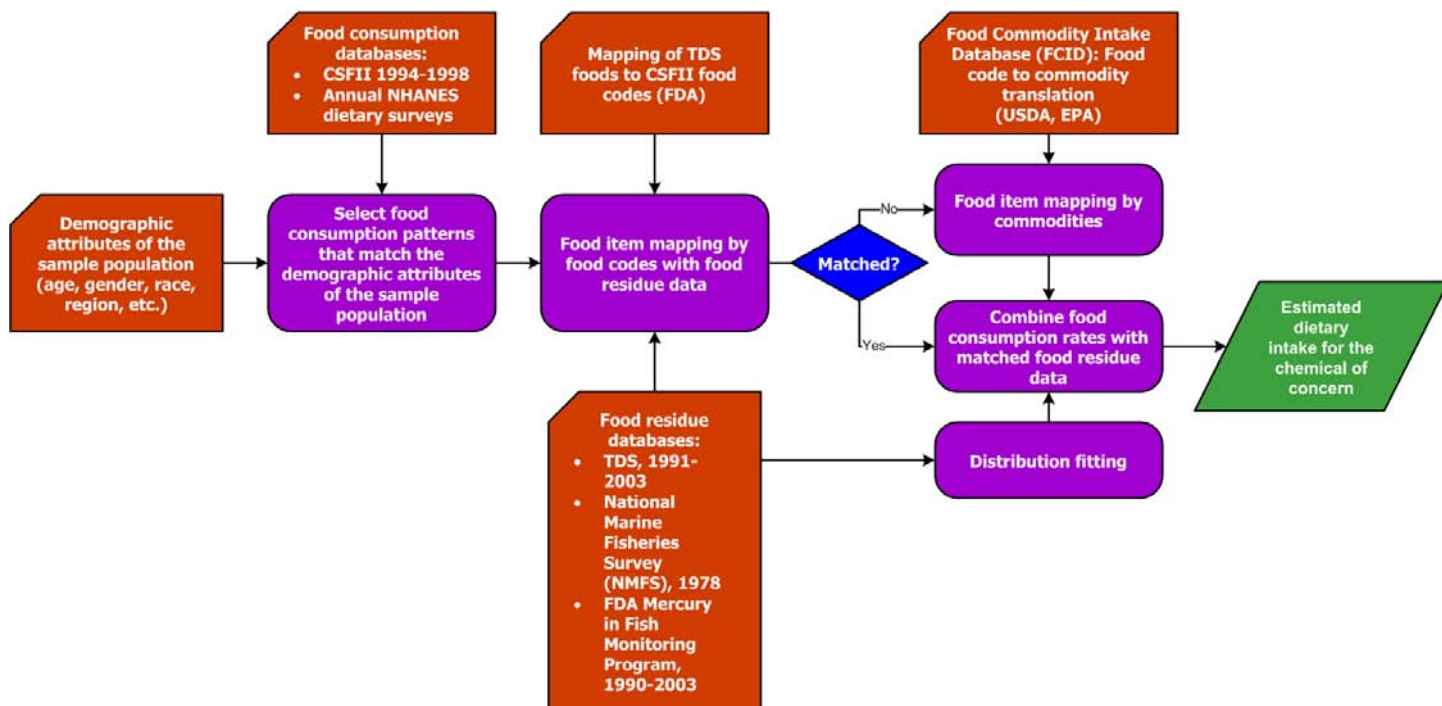 Food consumption
databases:
• CSFII 1994-1998
• Annual NHANES
dietary surveys
Mapping of TDS
foods to CSFII food
codes (FDA)
Food Commodity Intake
Database (FCID): Food
code to commodity
translation
(USDA, EPA)
Demographic
attributes of the
sample population
(age, gender, race,
region, etc.)
Select food
consumption patterns
that match the
demographic attributes
of the sample
population
Food item mapping by
food codes with food
residue data
Matched?
No
Food item mapping by
commodities
Yes
Combine food
consumption rates with
matched food residue
data
Estimated
dietary
intake for the
chemical of
concern
Food residue
databases:
• TDS, 1991-
2003
• National
Marine
Fisheries
Survey
(NMFS), 1978
• FDA Mercury
in Fish
Monitoring
Program,
1990-2003
Distribution fitting